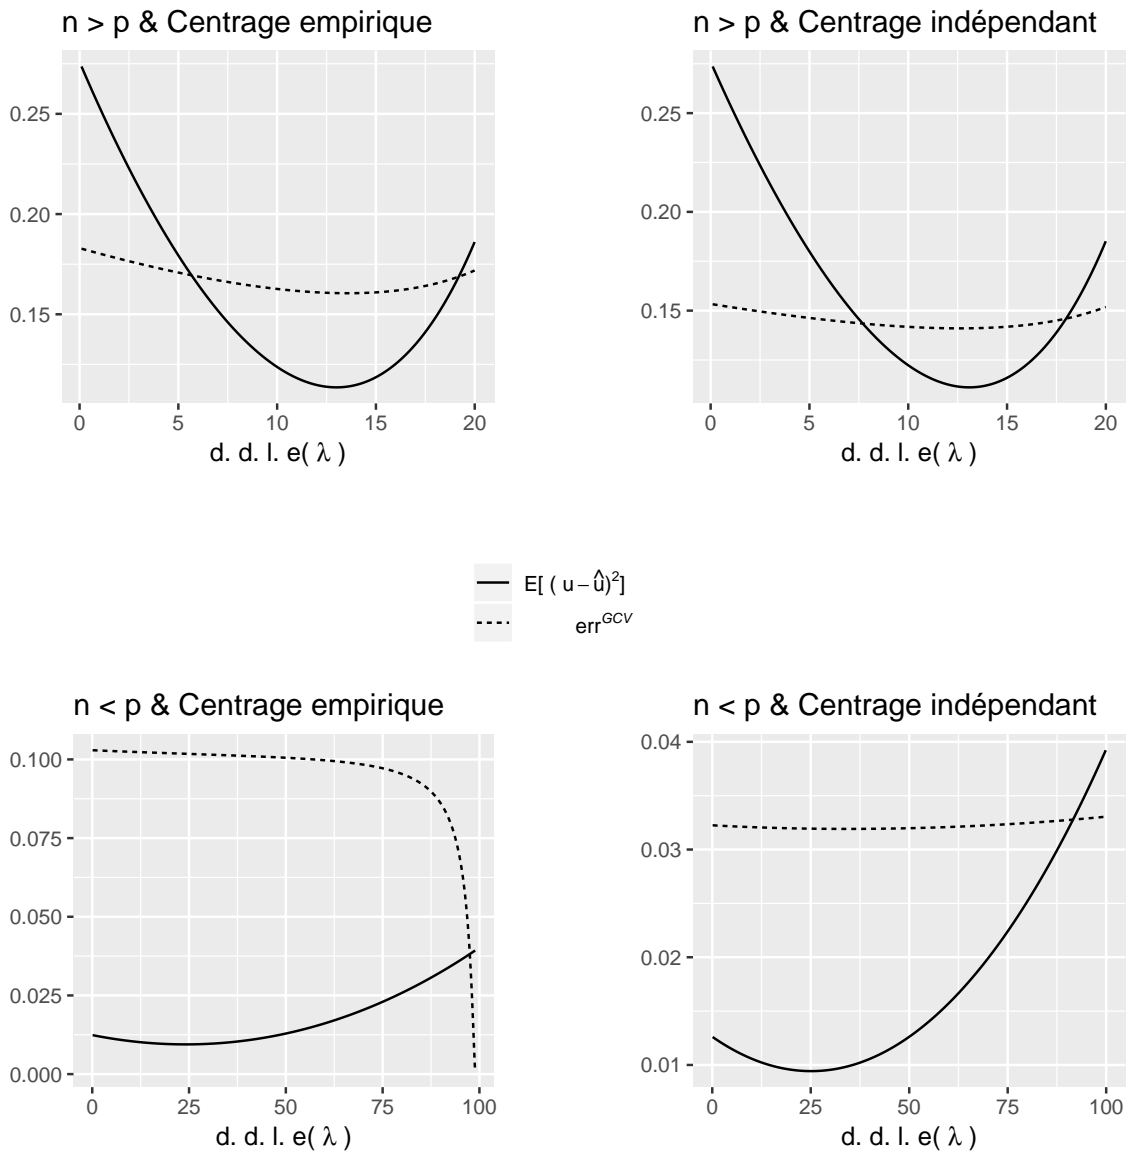 n > p & Centrage empirique
0.25
0.20
0.15
0 5 10 15 20
d. d. l. e( λ )
n > p & Centrage indépendant
0.25
0.20
0.15
0 5 10 15 20
d. d. l. e( λ )
E[ ( u − û)²]
err^GCV
n < p & Centrage empirique
0.100
0.075
0.050
0.025
0.000
0 25 50 75 100
d. d. l. e( λ )
n < p & Centrage indépendant
0.04
0.03
0.02
0.01
0 25 50 75 100
d. d. l. e( λ )